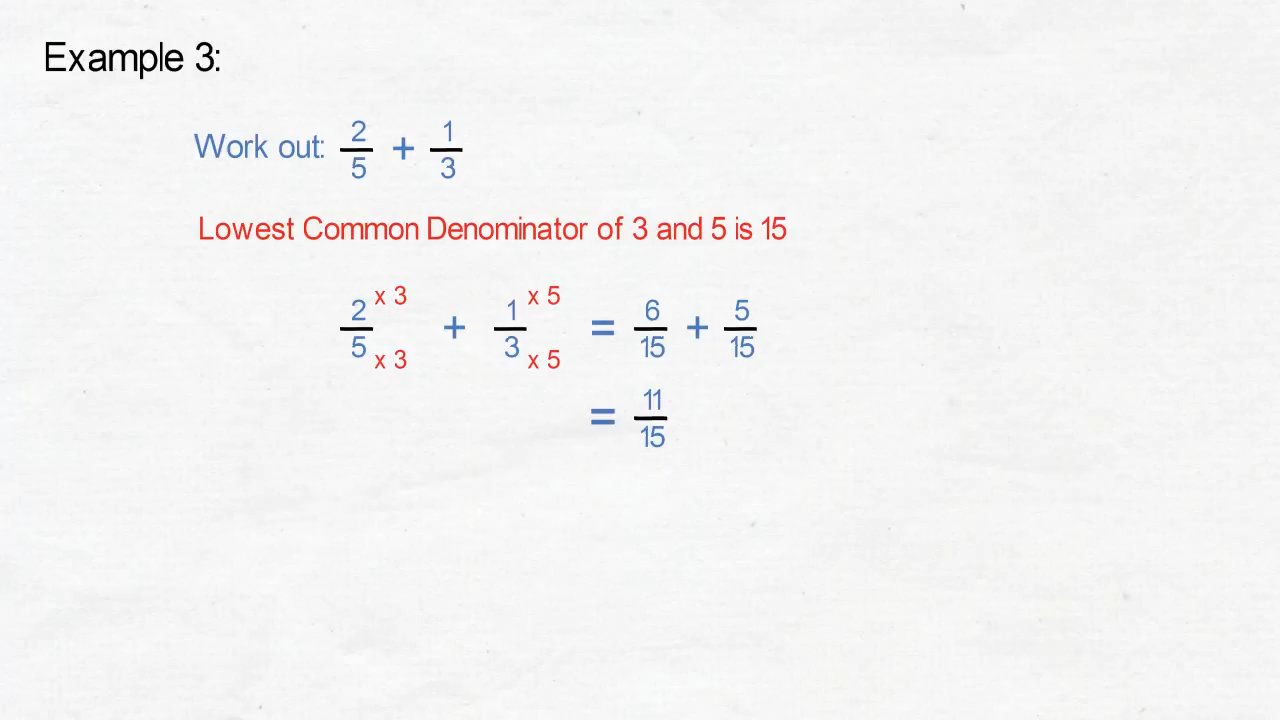 Example 3:
Work out: 2/5 + 1/3
Lowest Common Denominator of 3 and 5 is 15
2/5 x 3 x 3 + 1/3 x 5 x 5 = 6/15 + 5/15
= 11/15